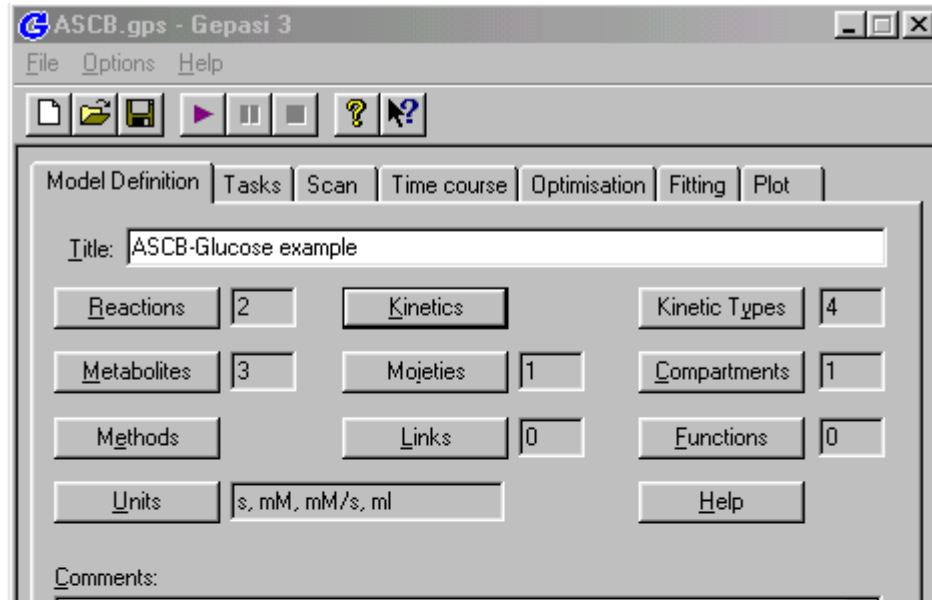 ASCB.gps - Gepasi 3
File Options Help
Model Definition Tasks Scan Time course Optimisation Fitting Plot
Title: ASCB-Glucose example
Reactions 2 Kinetics Kinetic Types 4
Metabolites 3 Moieties 1 Compartments 1
Methods Links 0 Functions 0
Units s, mM, mM/s, ml Help
Comments: